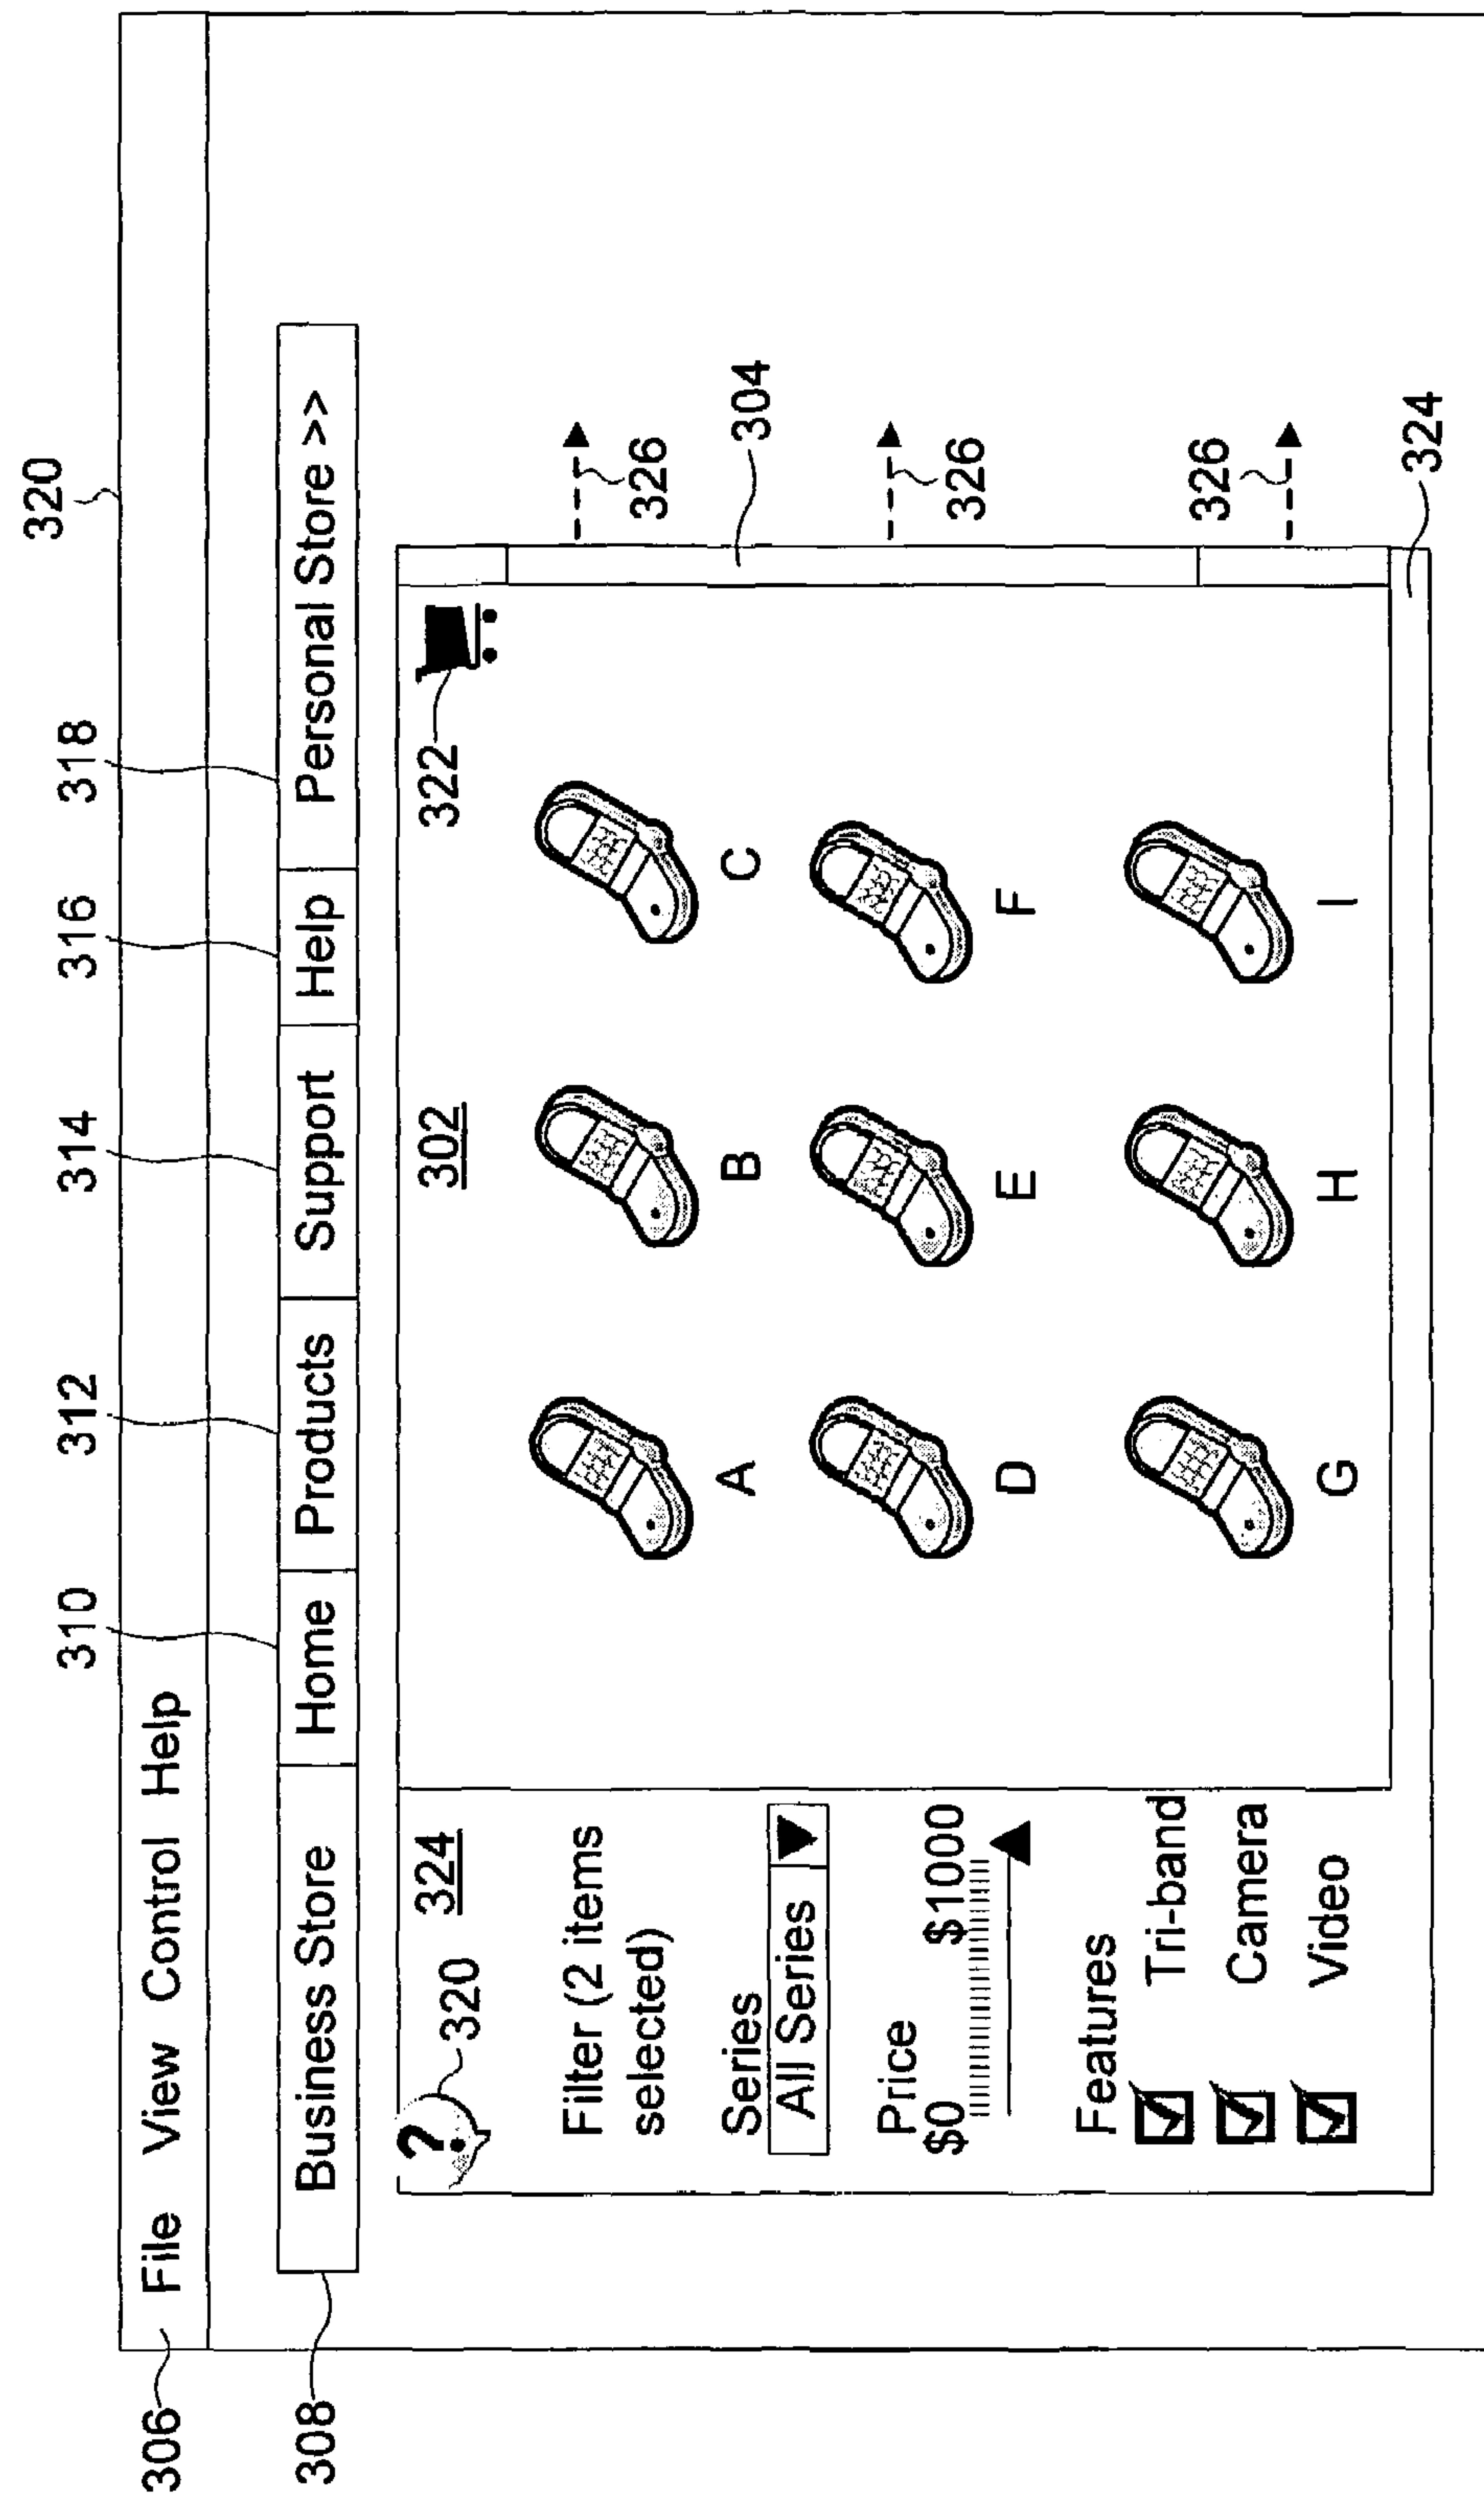 320
310 312 314 316 318
306 File View Control Help
308 Business Store Home Products Support Help Personal Store >>
320 324 302 322
Filter (2 items
selected)
326
Series
All Series
A B C
304
Price
$0 $1000
326
D E F
Features
Tri-band
Camera
326
Video
G H I
324